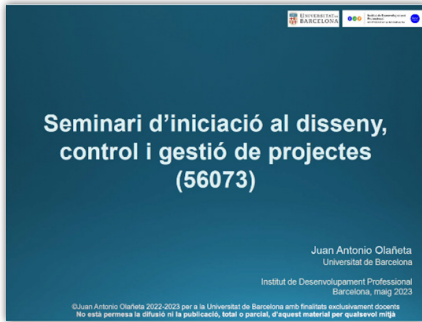 UNIVERSITAT DE
BARCELONA
Seminari d'iniciació al disseny,
control i gestió de projectes
(56073)
Juan Antonio Olañeta
Universitat de Barcelona
Institut de Desenvolupament Professional
Barcelona, maig 2023
©Juan Antonio Olañeta 2022-2023 per a la Universitat de Barcelona amb finalitats exclusivament docents
No està permesa la difusió ni la publicació, total o parcial, d'aquest material per qualsevol mitjà